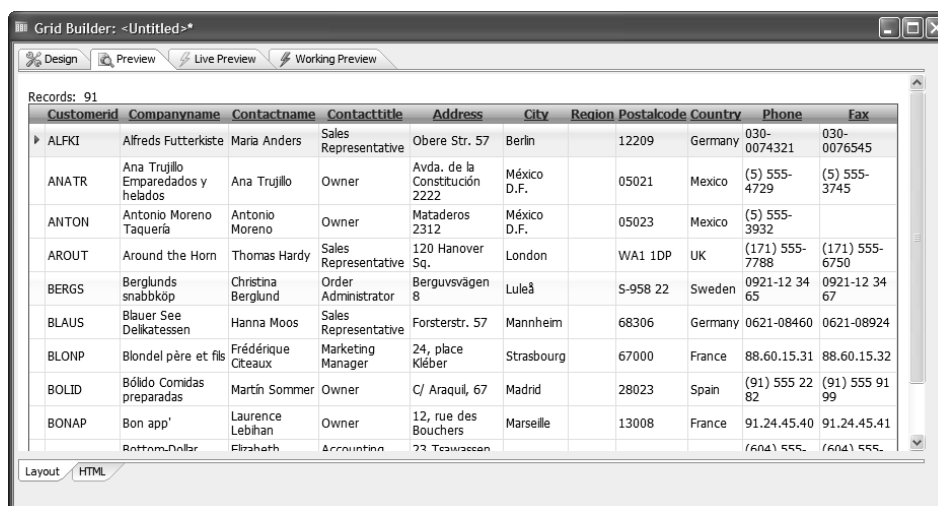 Grid Builder: <Untitled>*
Design Preview Live Preview Working Preview
Records: 91
Customerid Companyname Contactname Contacttitle Address City Region Postalcode Country Phone Fax
ALFKI Alfreds Futterkiste Maria Anders Sales Representative Obere Str. 57 Berlin 12209 Germany 030-0074321 030-0076545
ANATR Ana Trujillo Emparedados y helados Ana Trujillo Owner Avda. de la Constitución 2222 México D.F. 05021 Mexico (5) 555-4729 (5) 555-3745
ANTON Antonio Moreno Taquería Antonio Moreno Owner Mataderos 2312 México D.F. 05023 Mexico (5) 555-3932
AROUT Around the Horn Thomas Hardy Sales Representative 120 Hanover Sq. London WA1 1DP UK (171) 555-7788 (171) 555-6750
BERGS Berglunds snabbköp Christina Berglund Order Administrator Berguvsvägen 8 Luleå S-958 22 Sweden 0921-12 34 65 0921-12 34 67
BLAUS Blauer See Delikatessen Hanna Moos Sales Representative Forsterstr. 57 Mannheim 68306 Germany 0621-08460 0621-08924
BLONP Blondel père et fils Frédérique Citeaux Marketing Manager 24, place Kléber Strasbourg 67000 France 88.60.15.31 88.60.15.32
BOLID Bólido Comidas preparadas Martín Sommer Owner C/ Araquil, 67 Madrid 28023 Spain (91) 555 22 82 (91) 555 91 99
BONAP Bon app' Laurence Lebihan Owner 12, rue des Bouchers Marseille 13008 France 91.24.45.40 91.24.45.41
Bottom-Dollar Elizabeth Accounting 23 Tsawassen (604) 555- (604) 555-
Layout HTML